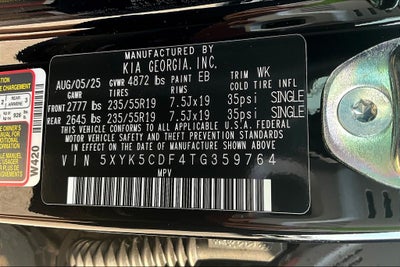 MANUFACTURED BY
KIA GEORGIA, INC.
AUG/05/25 GVWR 4872 lbs PAINT EB TRIM WK
GAWR TIRES RIMS COLD TIRE INFL
FRONT 2777 lbs 235/55R19 7.5Jx19 35psi SINGLE
REAR 2645 lbs 235/55R19 7.5Jx19 35psi SINGLE
THIS VEHICLE CONFORMS TO ALL APPLICABLE U.S.A. FEDERAL
MOTOR VEHICLE SAFETY AND THEFT PREVENTION STANDARDS
IN EFFECT ON THE DATE OF MANUFACTURE SHOWN ABOVE.
VIN 5XYK5CDF4TG359764
MPV
W420